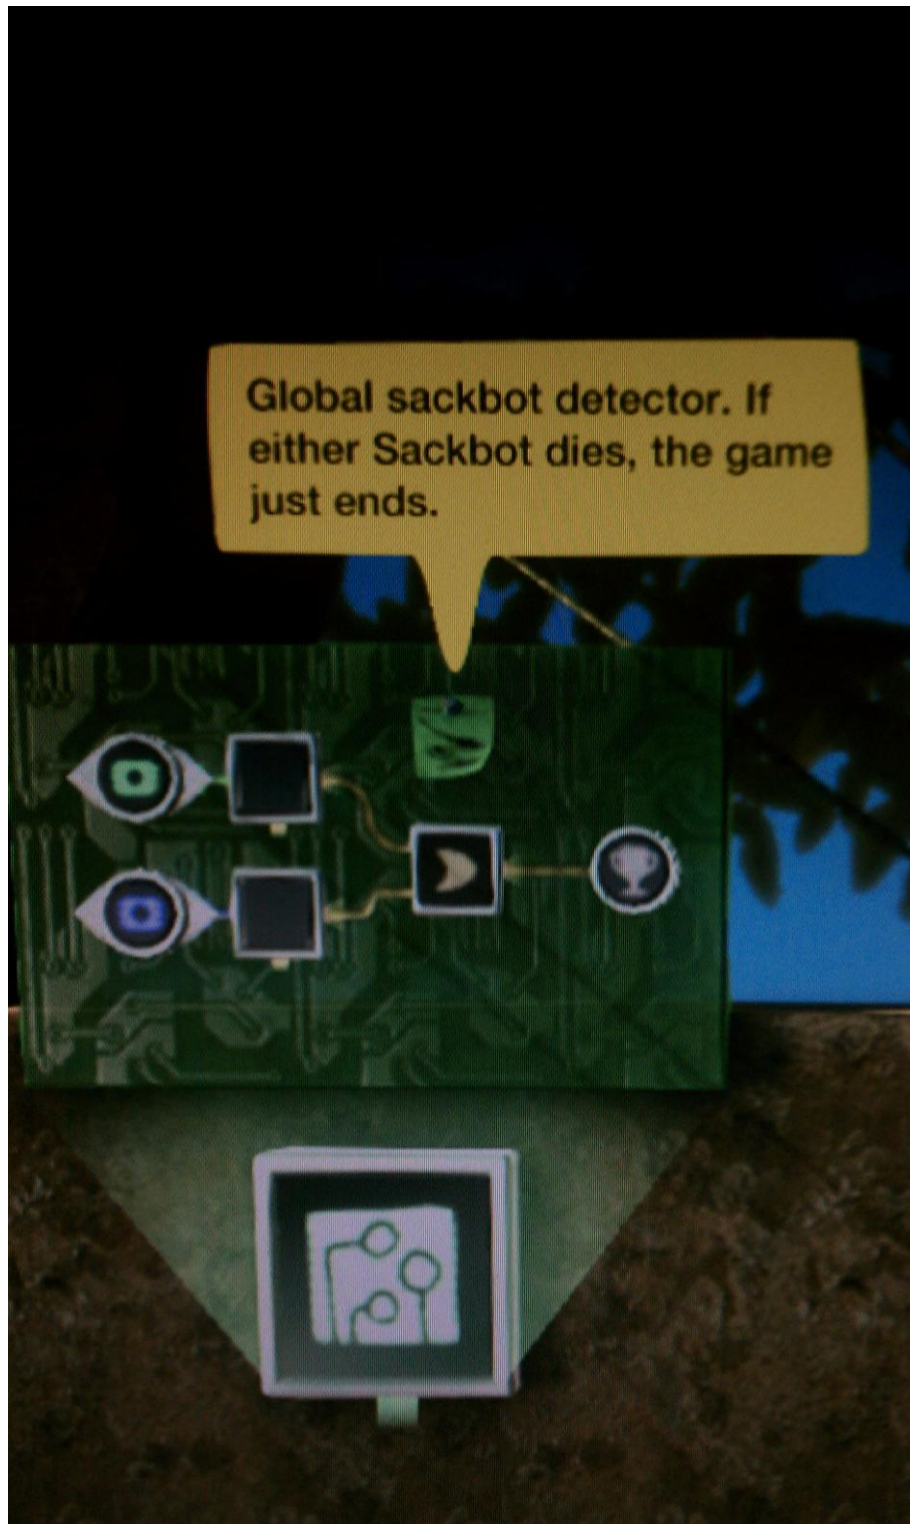 Global sackbot detector. If
either Sackbot dies, the game
just ends.